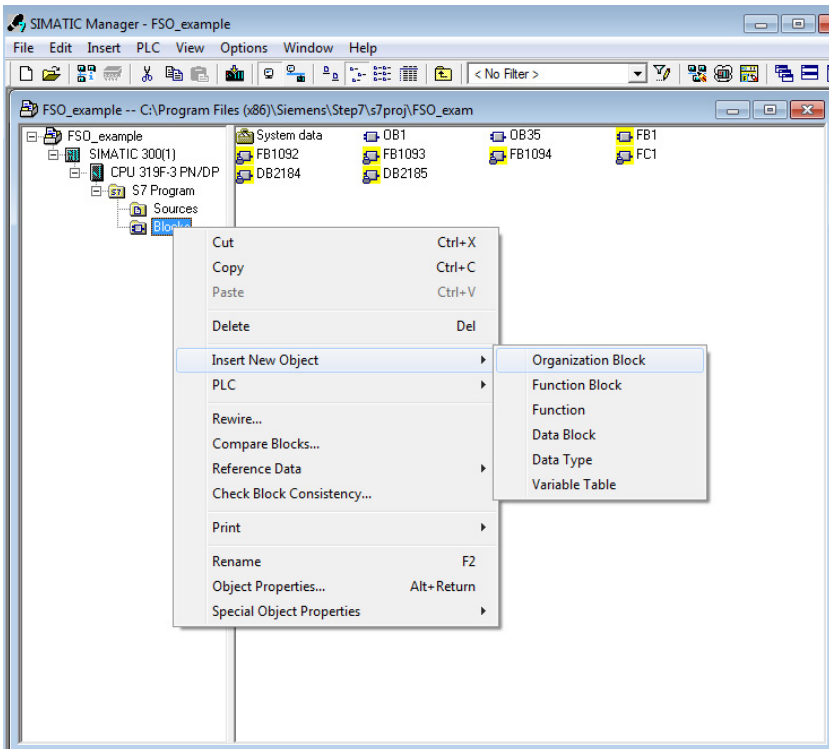 SIMATIC Manager - FSO_example
File Edit Insert PLC View Options Window Help
< No Filter >
FSO_example -- C:\Program Files (x86)\Siemens\Step7\s7proj\FSO_exam
FSO_example
SIMATIC 300(1)
CPU 319F-3 PN/DP
S7 Program
Sources
Blocks
System data OB1 OB35 FB1
FB1092 FB1093 FB1094 FC1
DB2184 DB2185
Cut Ctrl+X
Copy Ctrl+C
Paste Ctrl+V
Delete Del
Insert New Object
PLC
Rewire...
Compare Blocks...
Reference Data
Check Block Consistency...
Print
Rename F2
Object Properties... Alt+Return
Special Object Properties
Organization Block
Function Block
Function
Data Block
Data Type
Variable Table